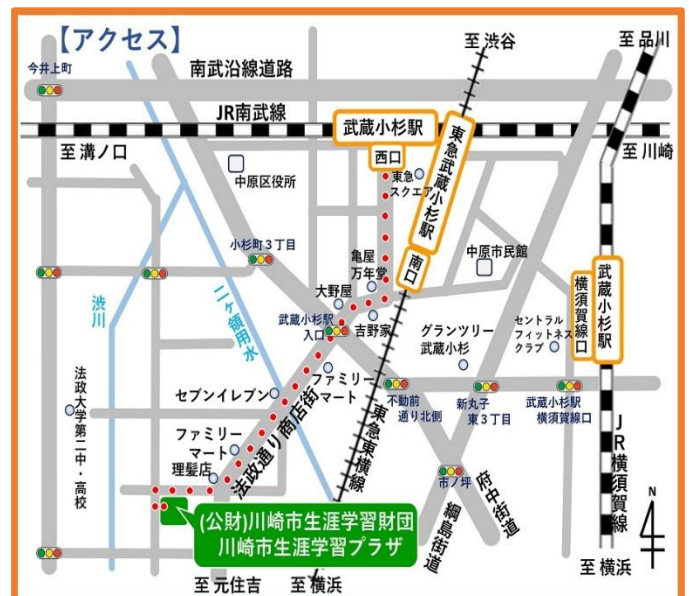 【アクセス】
至 渋谷
至 品川
今井上町
南武沿線道路
JR南武線
武蔵小杉駅
西口
東急武蔵小杉駅
至 溝ノ口
至 川崎
中原区役所
東急
スクエア
小杉町3丁目
亀屋
万年堂
南口
中原市民館
武蔵小杉駅
横須賀線口
渋川
二ヶ領用水
大野屋
武蔵小杉駅
入口
吉野家
グランツリー
武蔵小杉
セントラル
フィットネス
クラブ
法政大学第二中・高校
セブンイレブン
ファミリー
マート
法政通り商店街
東急東横線
不動前
通り北側
新丸子
東3丁目
武蔵小杉駅
横須賀線口
JR横須賀線
ファミリー
マート
理髪店
市ノ坪
府中街道
綱島街道
N
(公財)川崎市生涯学習財団
川崎市生涯学習プラザ
至 元住吉
至 横浜
至 横浜